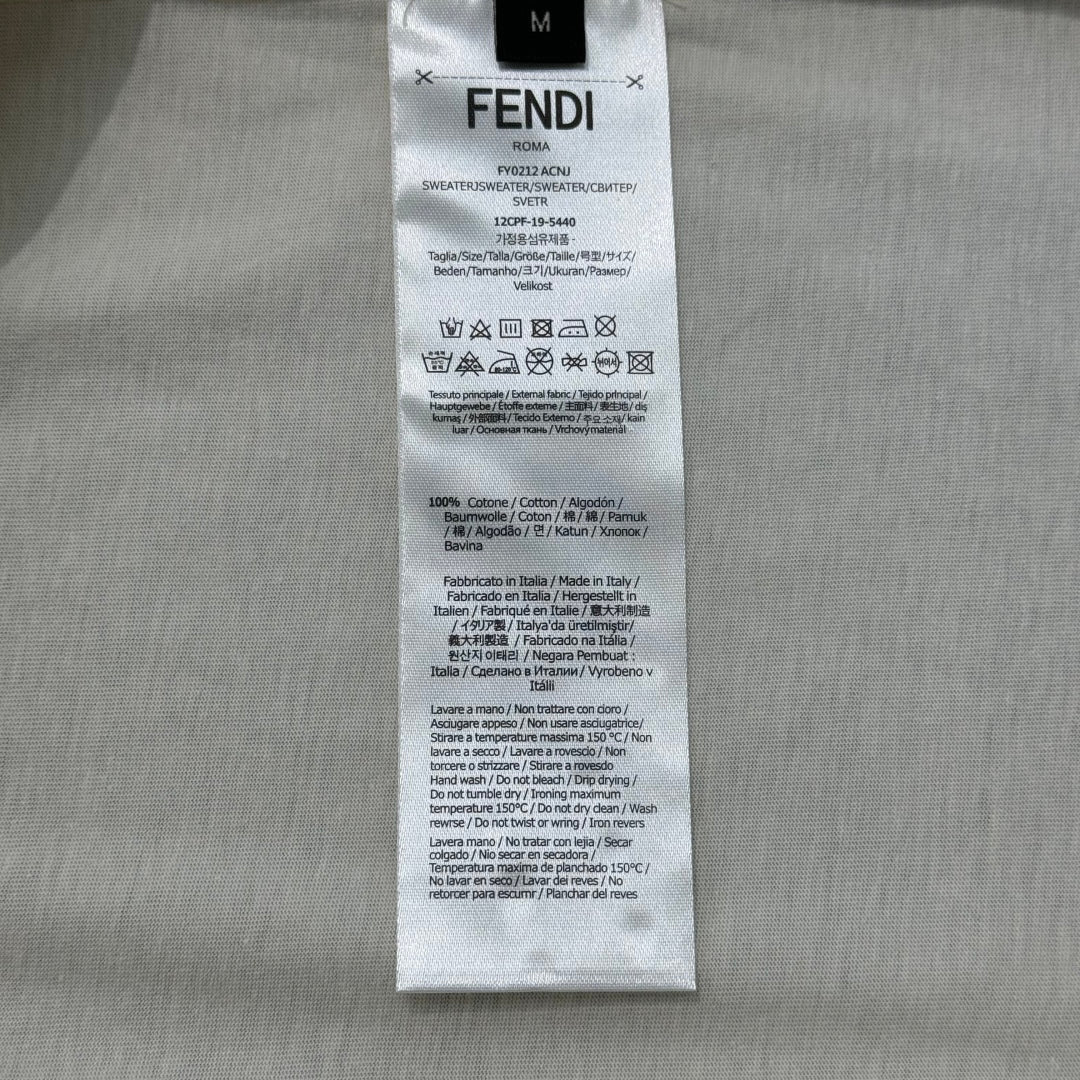 M
FENDI
ROMA
FY0212 ACNJ
SWEATERJSWEATER/SWEATER/СВИТЕР/
SVETR
12CPF-19-5440
가정용섬유제품 -
Taglia/Size/Talla/Größe/Taille/号型/サイズ/
Beden/Tamanho/크기/Ukuran/Размер/
Velikost
Tessuto principale / External fabric / Tejido prIncipal /
Hauptgewebe / Étoffe externe / 主面料 / 表生地 / diş
kumaş / 外部面料 / Tecido Externo / 주요 소재 / kain
luar / Основная ткань / Vrchový materiál
100% Cotone / Cotton / Algodón /
Baumwolle / Coton / 棉 / 綿 / Pamuk
/ 棉 / Algodão / 면 / Katun / Хлопок /
Bavina
Fabbricato in Italia / Made in Italy /
Fabricado en Italia / Hergestellt in
Italien / Fabriqué en Italie / 意大利制造
/ イタリア製 / Italya'da üretilmiştir/
義大利製造 / Fabricado na Itália /
원산지 이태리 / Negara Pembuat :
Italia / Сделано в Италии / Vyrobeno v
Itálli
Lavare a mano / Non trattare con cloro /
Asciugare appeso / Non usare asciugatrice/
Stirare a temperature massima 150 °C / Non
lavare a secco / Lavare a rovescio / Non
torcere o strizzare / Stirare a rovesdo
Hand wash / Do not bleach / Drip drying /
Do not tumble dry / Ironing maximum
temperature 150°C / Do not dry clean / Wash
rewrse / Do not twist or wring / Iron revers
Lavera mano / No tratar con lejia / Secar
colgado / Nio secar en secadora /
Temperatura maxima de planchado 150°C /
No lavar en seco / Lavar dei reves / No
retorcer para escumr / Planchar del reves